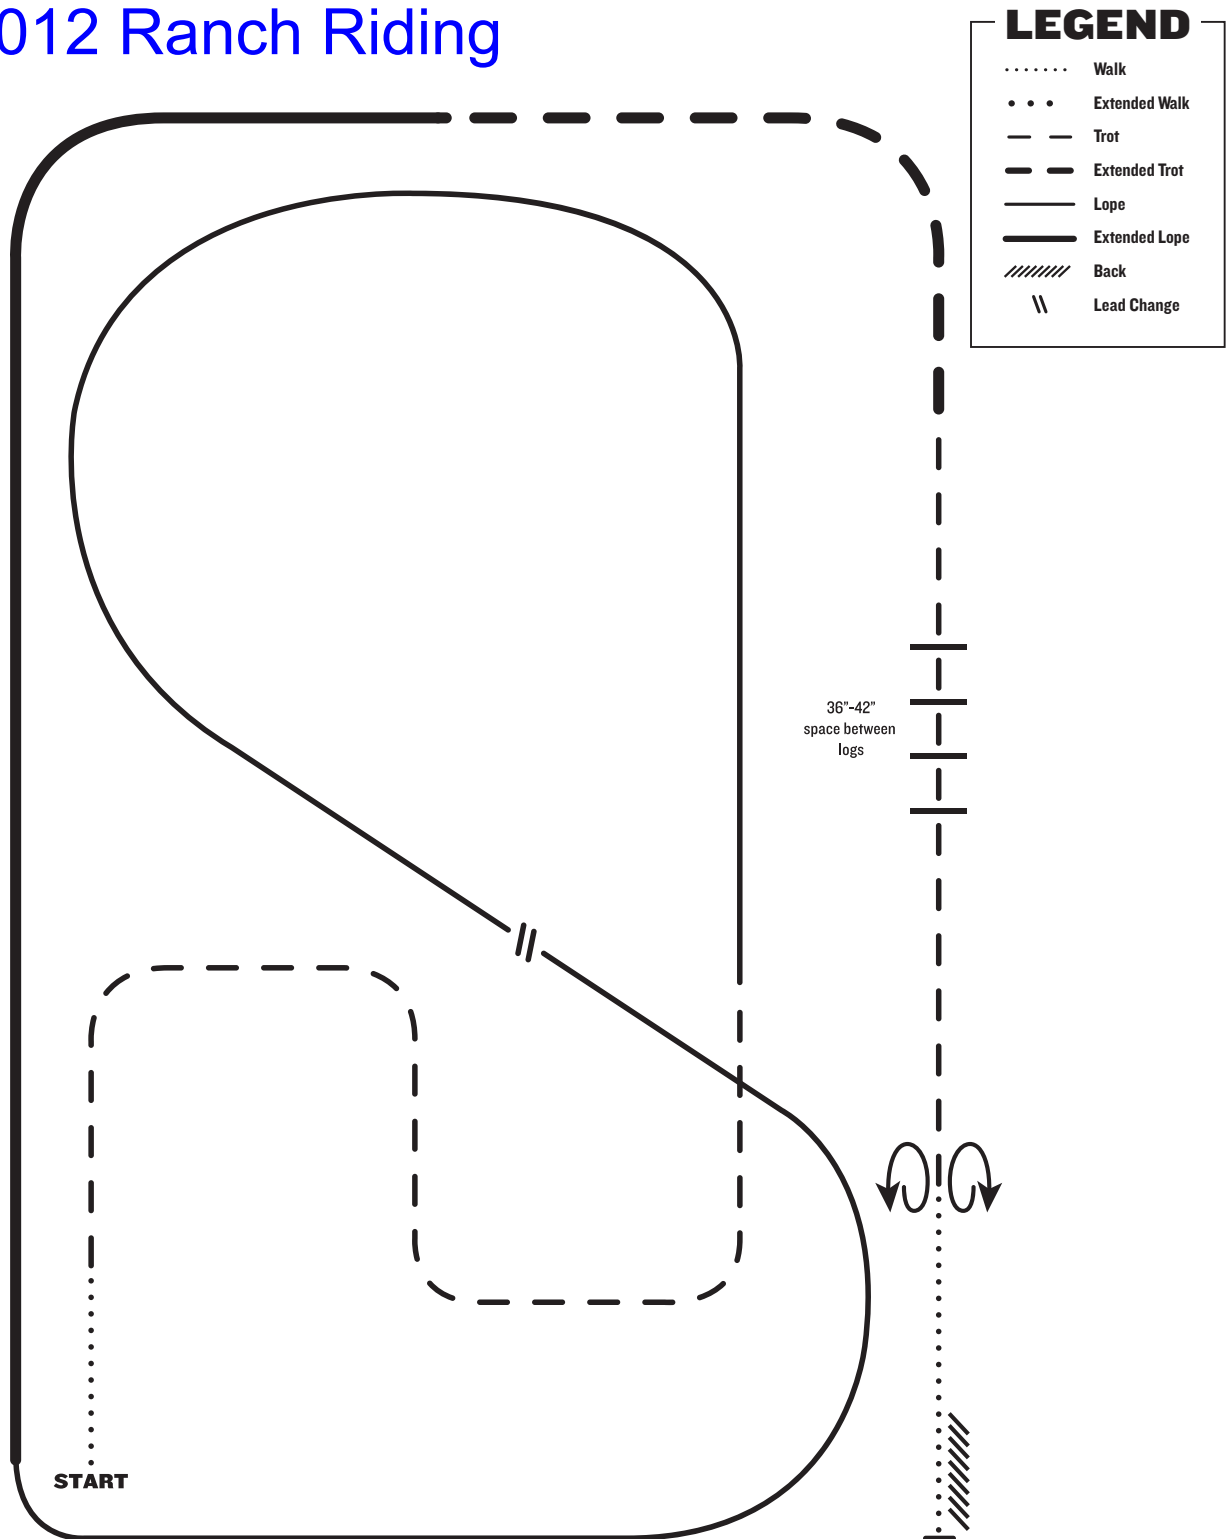 012 Ranch Riding
LEGEND
Walk
Extended Walk
Trot
Extended Trot
Lope
Extended Lope
Back
Lead Change
36”-42”
space between
logs
START